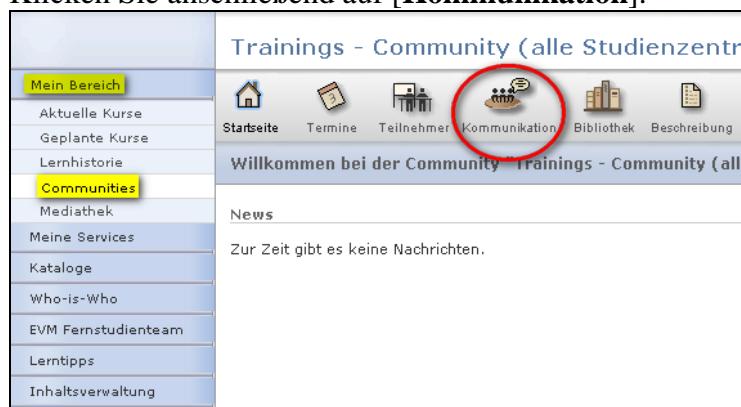 Klicken Sie anschließend auf [Kommunikation].
Trainings - Community (alle Studienzentr
Mein Bereich
Aktuelle Kurse
Geplante Kurse
Lernhistorie
Communities
Mediathek
Meine Services
Kataloge
Who-is-Who
EVM Fernstudienteam
Lerntipps
Inhaltsverwaltung
Startseite Termine Teilnehmer Kommunikation Bibliothek Beschreibung
Willkommen bei der Community "Trainings - Community (all
News
Zur Zeit gibt es keine Nachrichten.